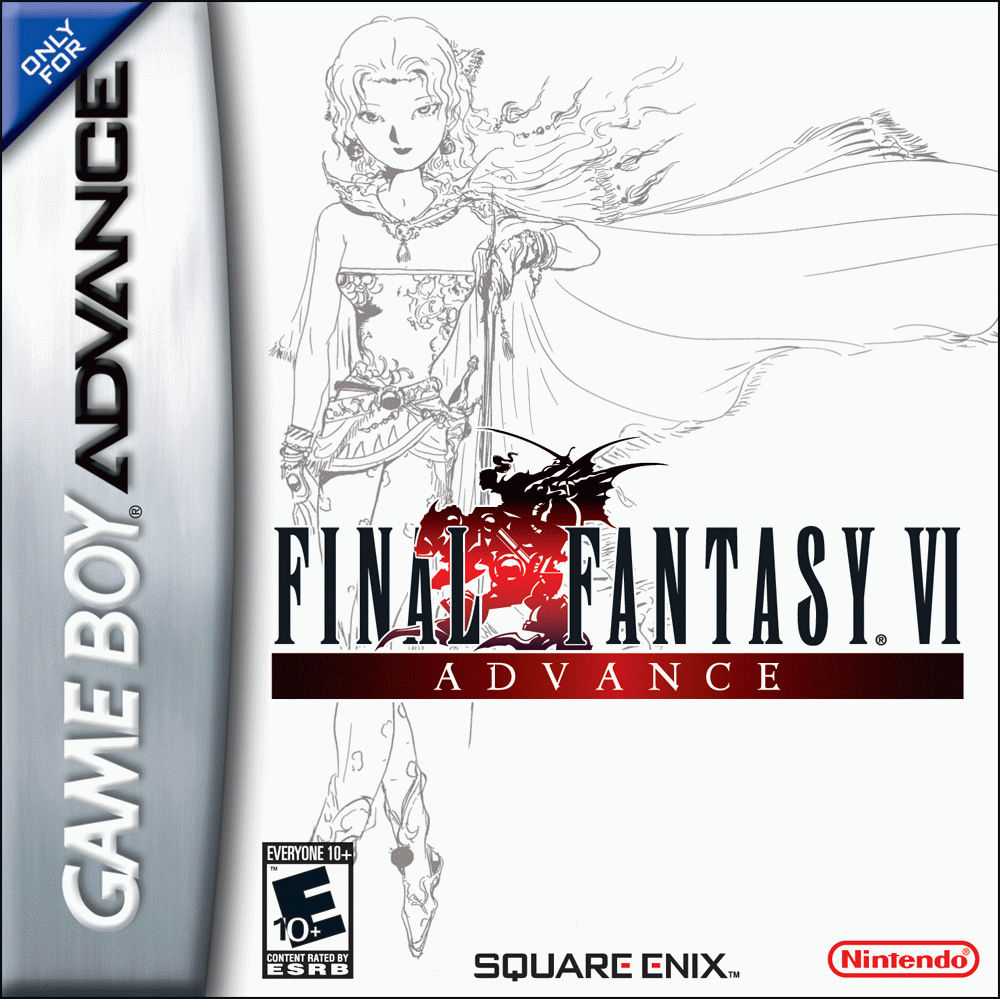 ONLY
FOR
GAME BOY ADVANCE
®
FINAL FANTASY® VI
ADVANCE
EVERYONE 10+
™
E
10+
CONTENT RATED BY
ESRB
SQUARE ENIX™
Nintendo®